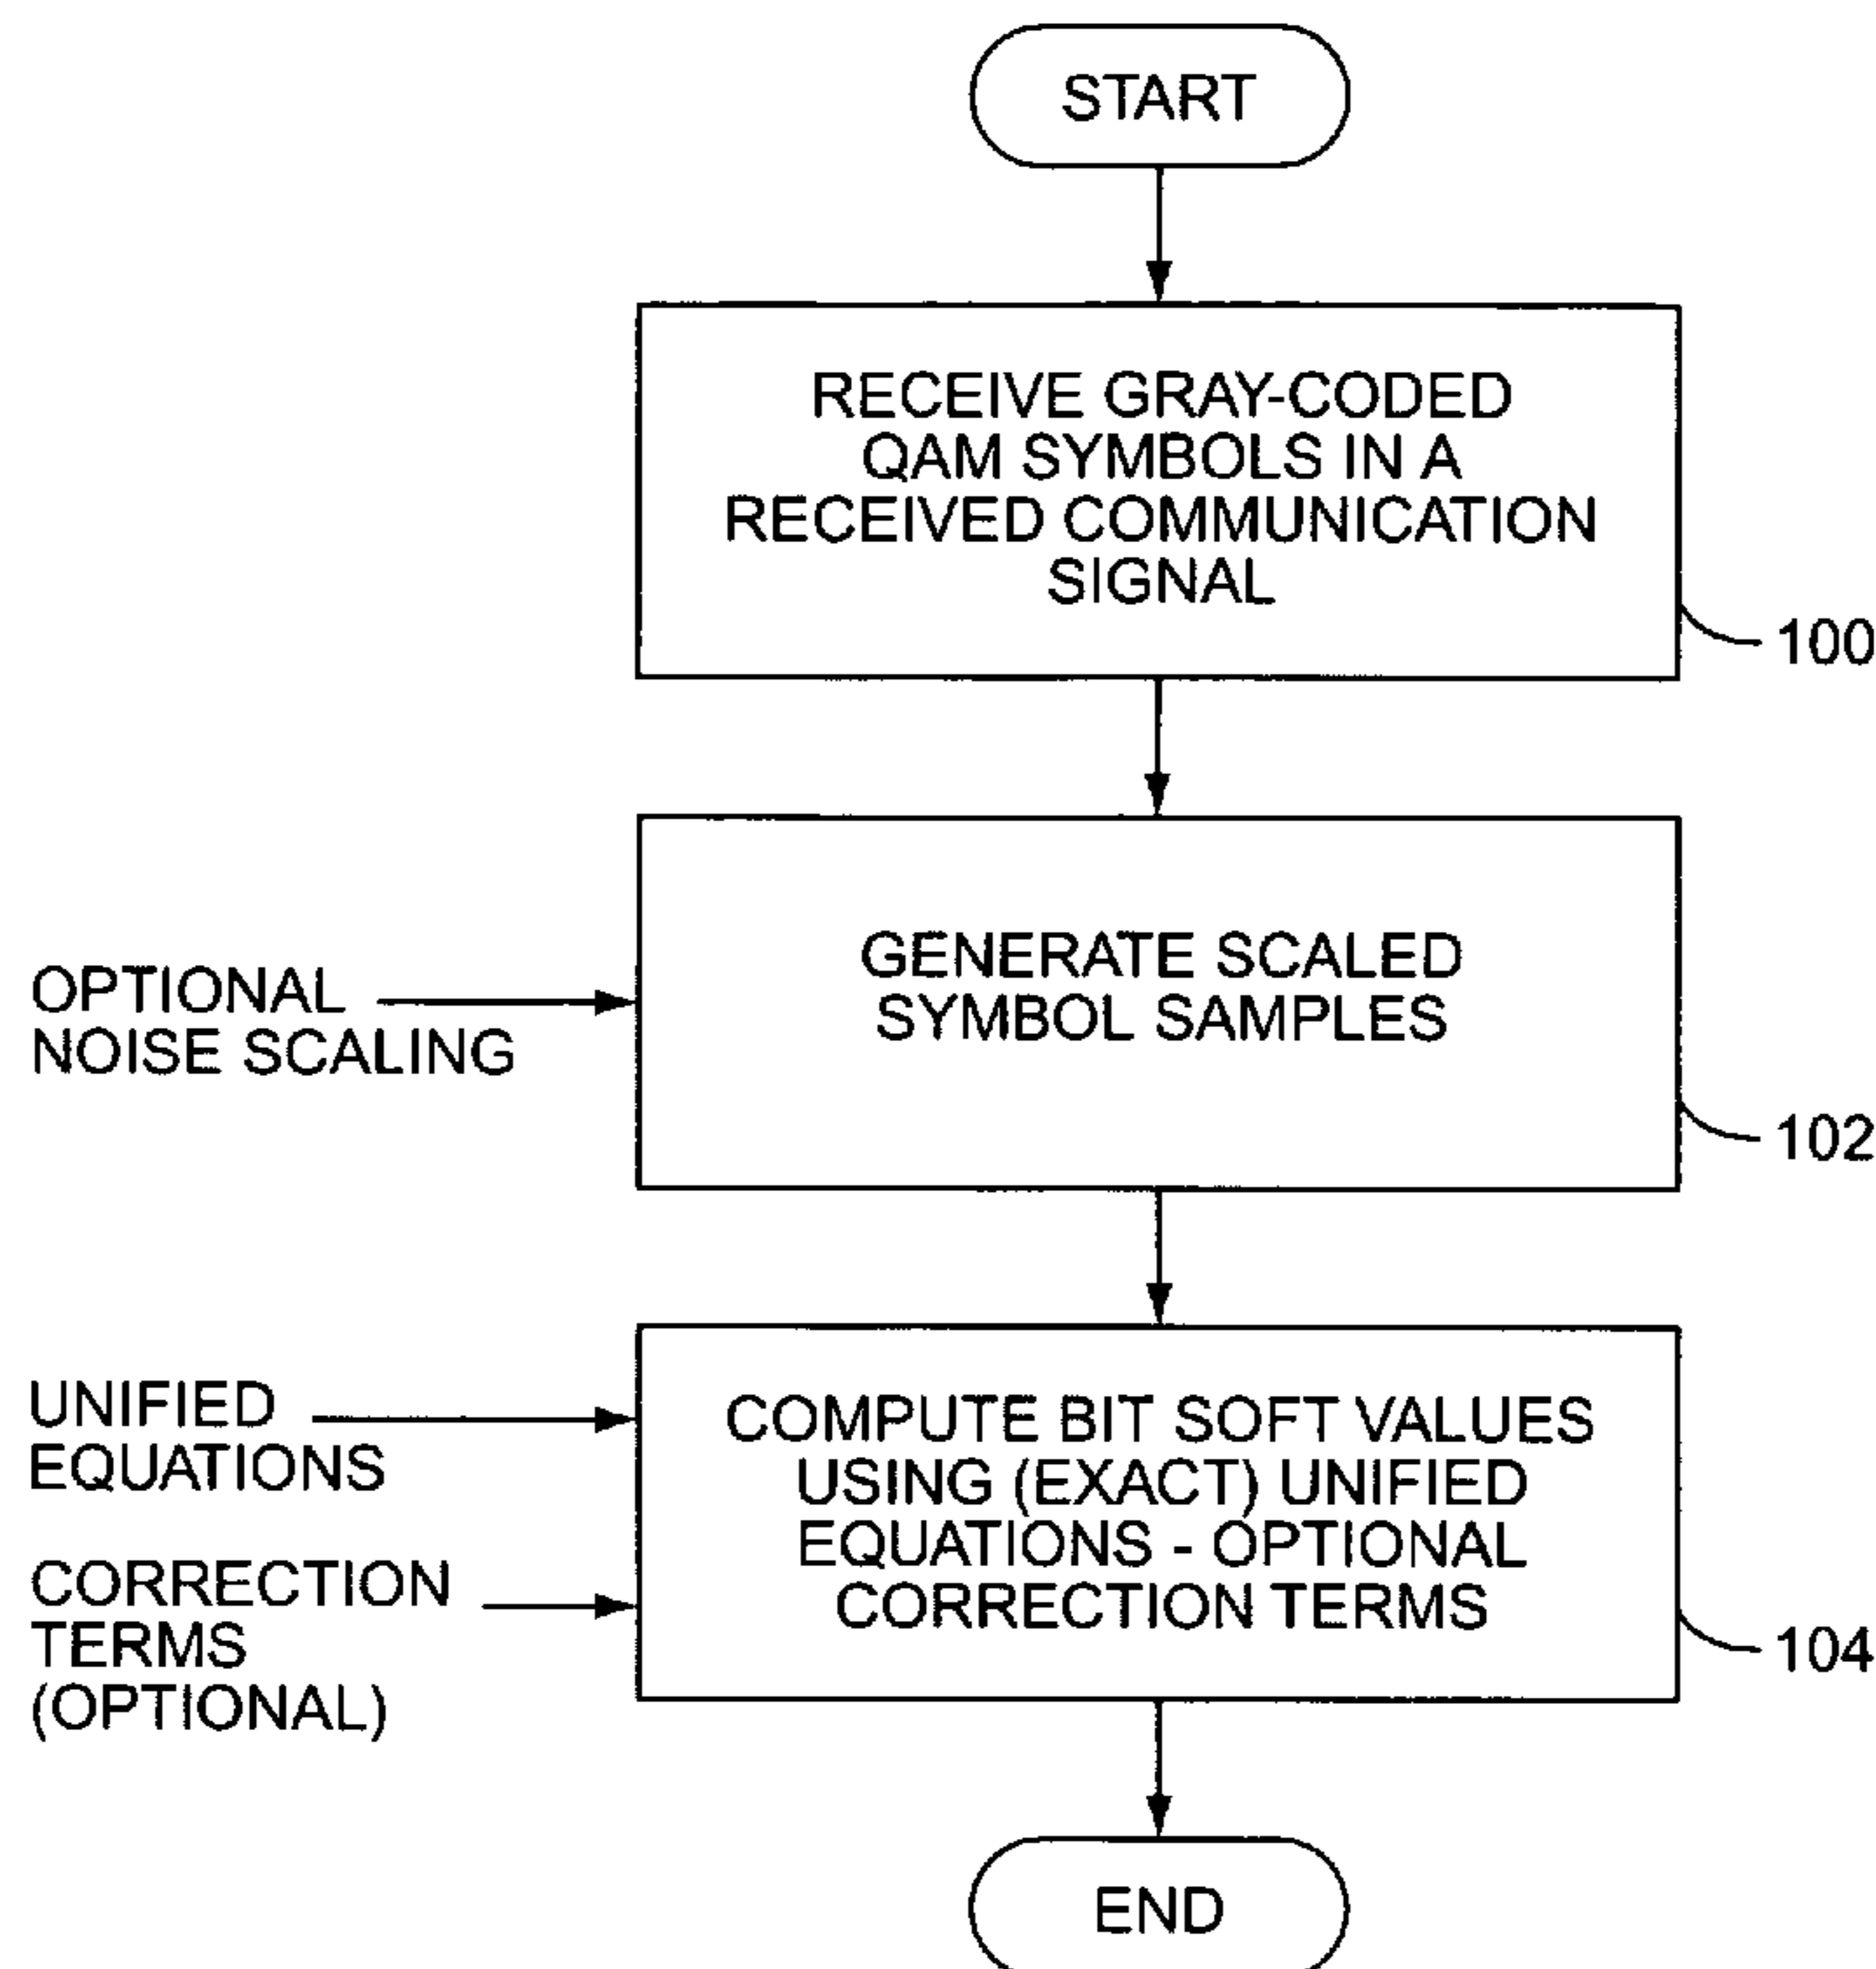 START
RECEIVE GRAY-CODED
QAM SYMBOLS IN A
RECEIVED COMMUNICATION
SIGNAL
100
GENERATE SCALED
SYMBOL SAMPLES
OPTIONAL
NOISE SCALING
102
UNIFIED
EQUATIONS
CORRECTION
TERMS
(OPTIONAL)
COMPUTE BIT SOFT VALUES
USING (EXACT) UNIFIED
EQUATIONS - OPTIONAL
CORRECTION TERMS
104
END